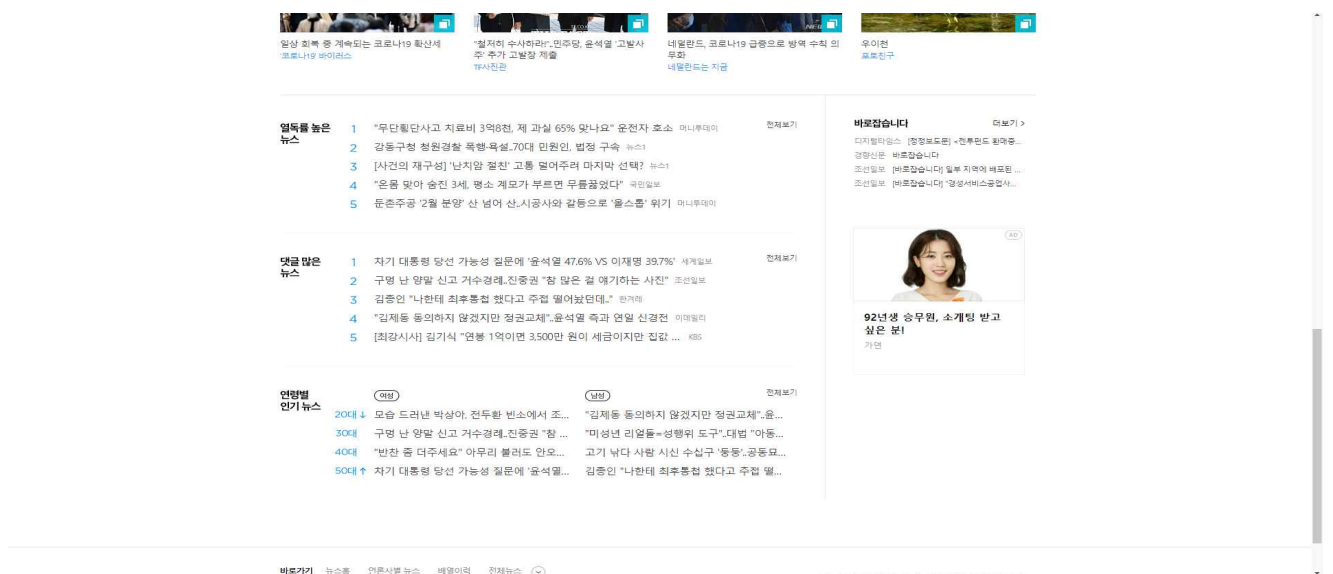 일상 회복 중 계속되는 코로나19 확산세
'코로나19' 바이러스
"철저히 수사하라!"..민주당, 윤석열 '고발사
주' 추가 고발장 제출
TF사진관
네덜란드, 코로나19 급증으로 방역 수칙 의
무화
네덜란드는 지금
우이천
포토친구
열독률 높은
뉴스
전체보기
1 "무단횡단사고 치료비 3억8천, 제 과실 65% 맞나요" 운전자 호소 머니투데이
2 강동구청 청원경찰 폭행·욕설..70대 민원인, 법정 구속 뉴스1
3 [사건의 재구성] '난치암 절친' 고통 덜어주려 마지막 선택? 뉴스1
4 "온몸 맞아 숨진 3세, 평소 계모가 부르면 무릎꿇었다" 국민일보
5 둔촌주공 '2월 분양' 산 넘어 산..시공사와 갈등으로 '올스톱' 위기 머니투데이
댓글 많은
뉴스
전체보기
1 차기 대통령 당선 가능성 질문에 '윤석열 47.6% VS 이재명 39.7%' 세계일보
2 구멍 난 양말 신고 거수경례..진중권 "참 많은 걸 얘기하는 사진" 조선일보
3 김종인 "나한테 최후통첩 했다고 주접 떨어놨던데.." 한겨레
4 "김제동 동의하지 않겠지만 정권교체"..윤석열 측과 연일 신경전 이데일리
5 [최강시사] 김기식 "연봉 1억이면 3,500만 원이 세금이지만 집값 ... KBS
연령별
인기 뉴스
여성
남성
전체보기
20대 ↓ 모습 드러낸 박상아, 전두환 빈소에서 조... "김제동 동의하지 않겠지만 정권교체"..윤...
30대 구멍 난 양말 신고 거수경례..진중권 "참 ... "미성년 리얼돌=성행위 도구"..대법 "아동...
40대 "반찬 좀 더주세요" 아무리 불러도 안오... 고기 낚다 사람 시신 수십구 '둥둥'..공동묘...
50대 ↑ 차기 대통령 당선 가능성 질문에 '윤석열... 김종인 "나한테 최후통첩 했다고 주접 떨...
바로잡습니다 더보기 >
디지털타임스 [정정보도문] <젠투펀드 환매중...
경향신문 바로잡습니다
조선일보 [바로잡습니다] 일부 지역에 배포된 ...
조선일보 [바로잡습니다] "경성서비스공업사...
AD
92년생 승무원, 소개팅 받고
싶은 분!
가연
바로가기 뉴스홈 언론사별 뉴스 배열이력 전체뉴스